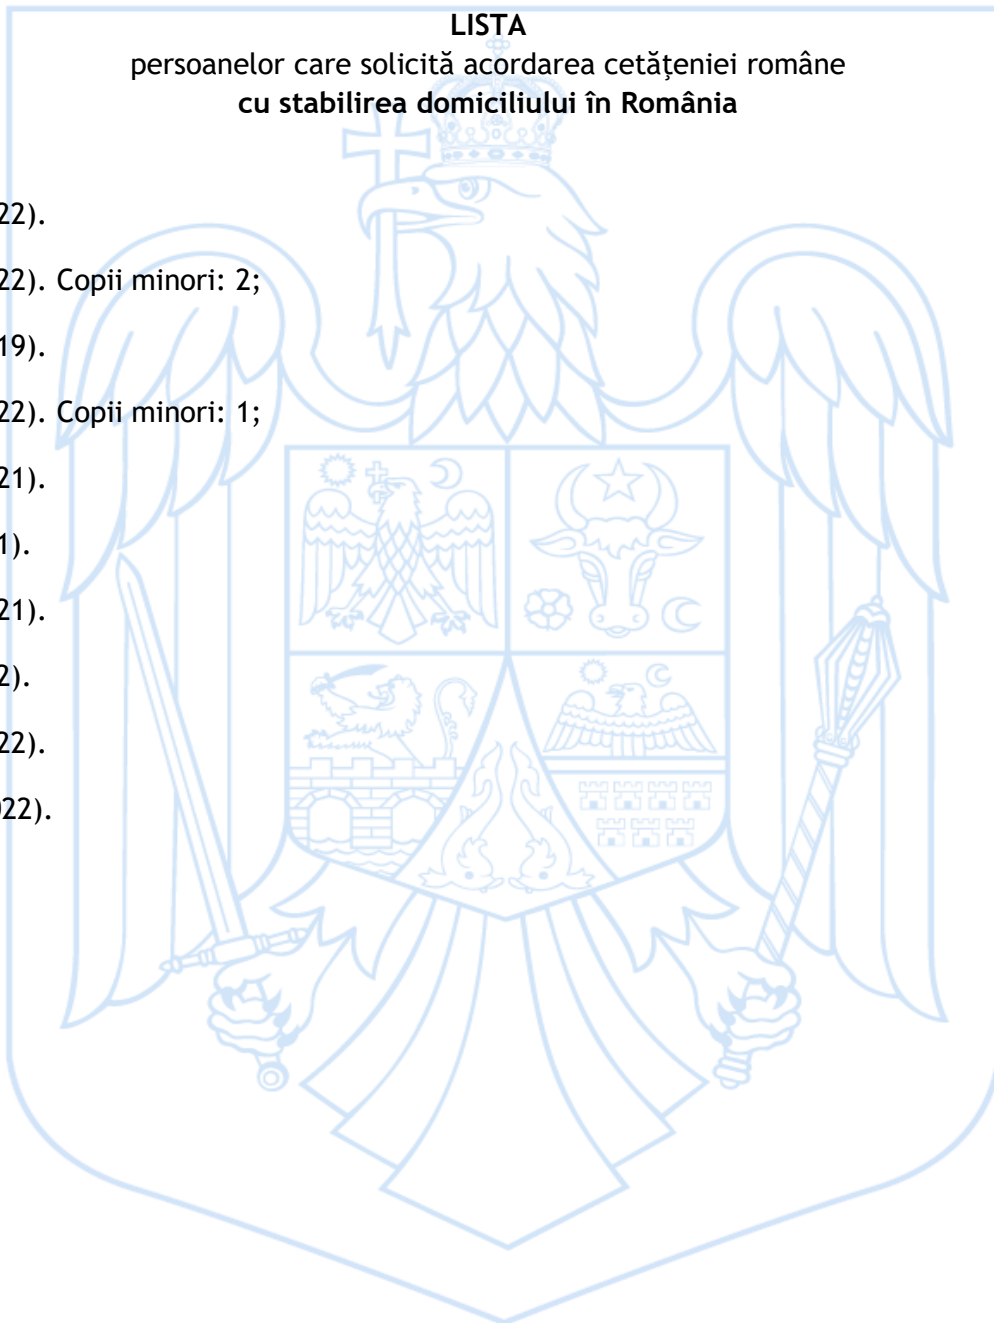 LISTA
persoanelor care solicită acordarea cetăţeniei române
cu stabilirea domiciliului în România
22).
22). Copii minori: 2;
19).
22). Copii minori: 1;
21).
1).
21).
2).
22).
022).